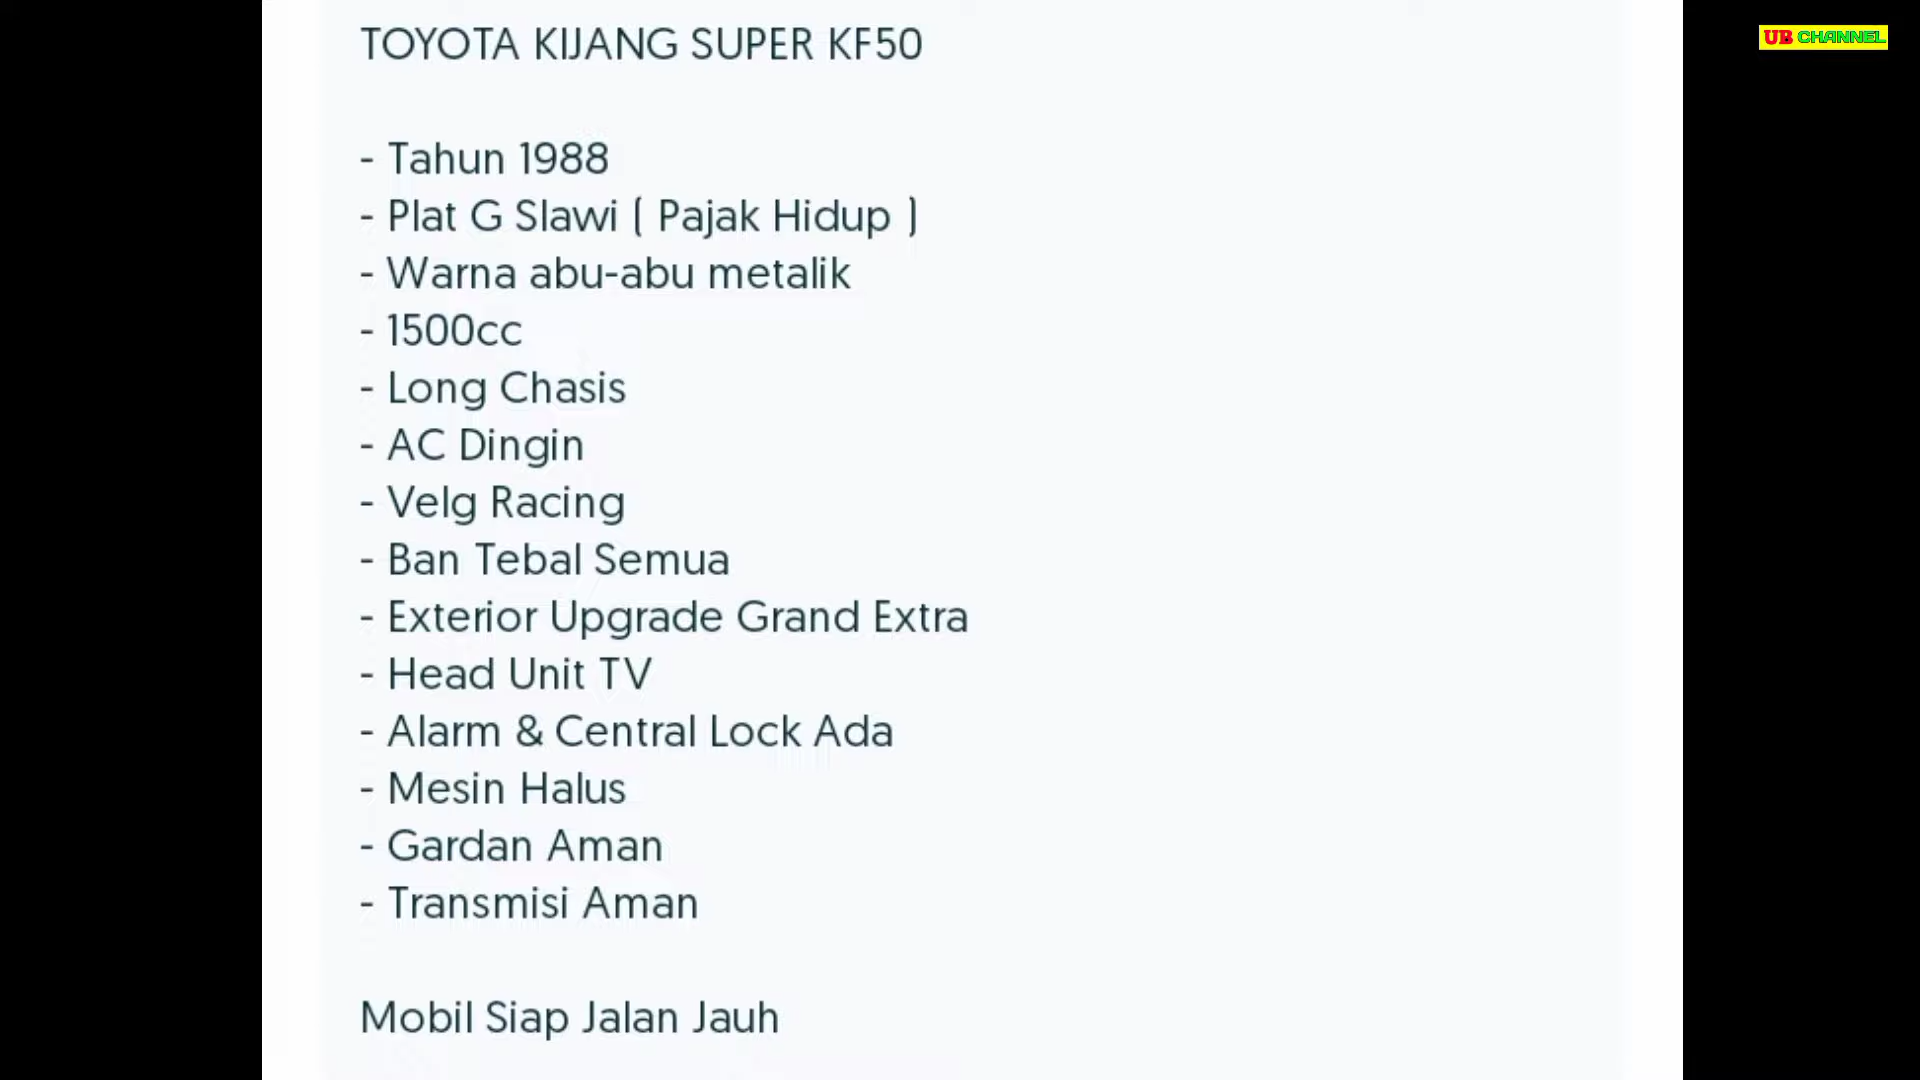 TOYOTA KIJANG SUPER KF50
UB CHANNEL
- Tahun 1988
- Plat G Slawi ( Pajak Hidup )
- Warna abu-abu metalik
- 1500cc
- Long Chasis
- AC Dingin
- Velg Racing
- Ban Tebal Semua
- Exterior Upgrade Grand Extra
- Head Unit TV
- Alarm & Central Lock Ada
- Mesin Halus
- Gardan Aman
- Transmisi Aman
Mobil Siap Jalan Jauh